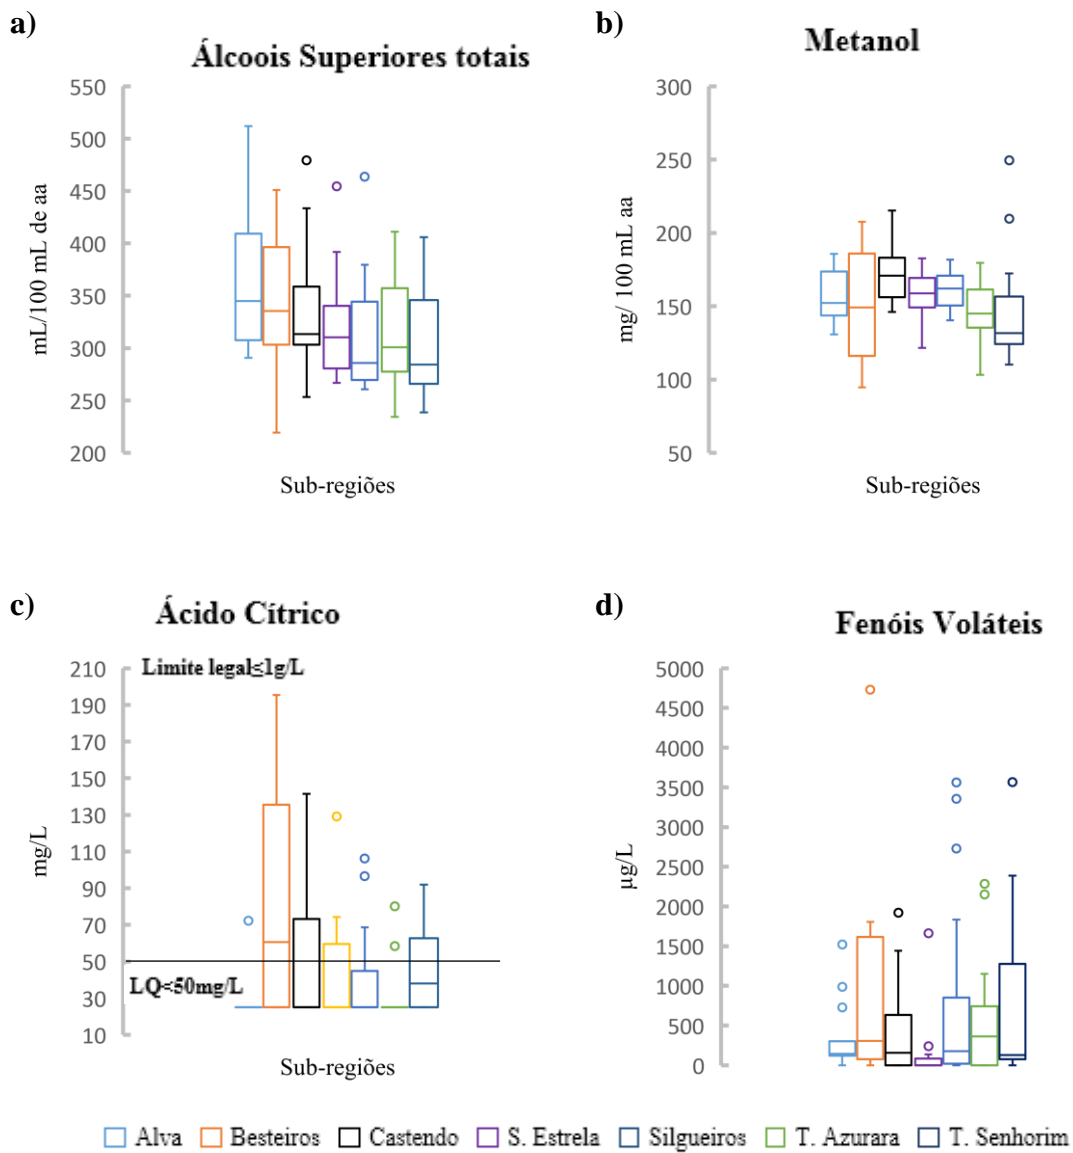 a)
Álcoois Superiores totais
550
500
450
400
350
300
250
200
mL/100 mL de aa
Sub-regiões
b)
Metanol
300
250
200
150
100
50
mg/ 100 mL aa
Sub-regiões
c)
Ácido Cítrico
Limite legal≤1g/L
210
190
170
150
130
110
90
70
50
30
10
mg/L
LQ<50mg/L
Sub-regiões
d)
Fenóis Voláteis
5000
4500
4000
3500
3000
2500
2000
1500
1000
500
0
µg/L
Alva Besteiros Castendo S. Estrela Silgueiros T. Azurara T. Senhorim